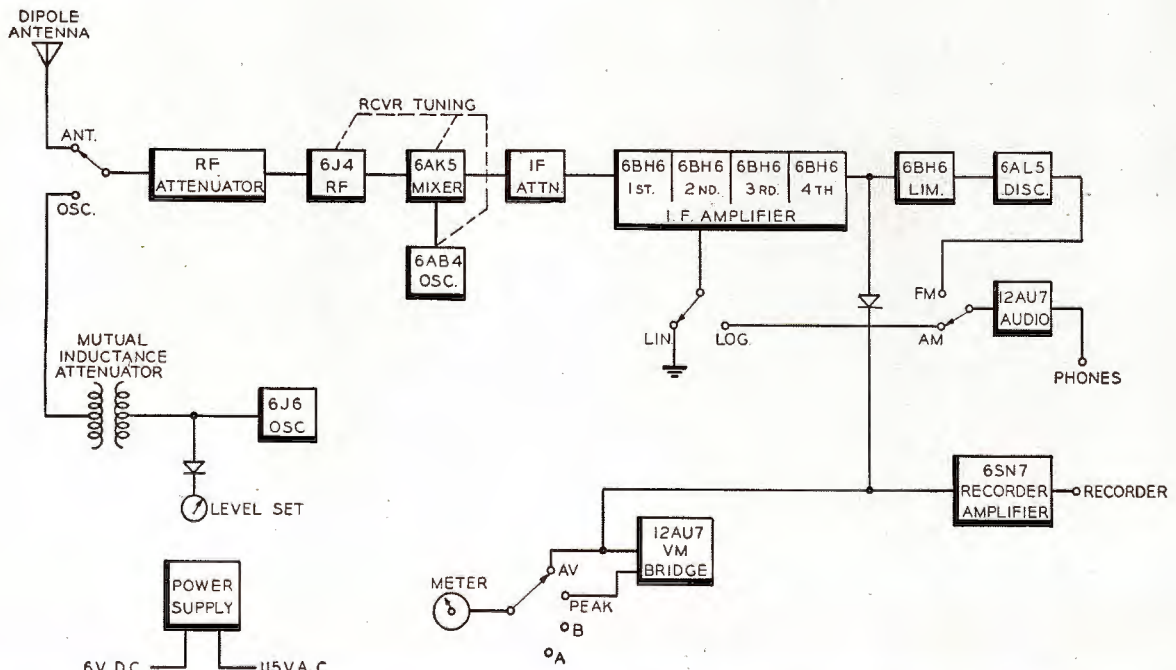 DIPOLE
ANTENNA
RCVR TUNING
ANT.
OSC.
RF
ATTENUATOR
6J4
RF
6AK5
MIXER
6AB4
OSC.
IF
ATTN.
6BH6
1ST.
6BH6
2ND.
6BH6
3RD.
6BH6
4TH
I.F. AMPLIFIER
6BH6
LIM.
6AL5
DISC.
FM
AM
12AU7
AUDIO
PHONES
LIN.
LOG.
MUTUAL
INDUCTANCE
ATTENUATOR
6J6
OSC
LEVEL SET
6SN7
RECORDER
AMPLIFIER
RECORDER
12AU7
VM
BRIDGE
METER
AV
PEAK
B
A
POWER
SUPPLY
6V D.C.
115V A.C.